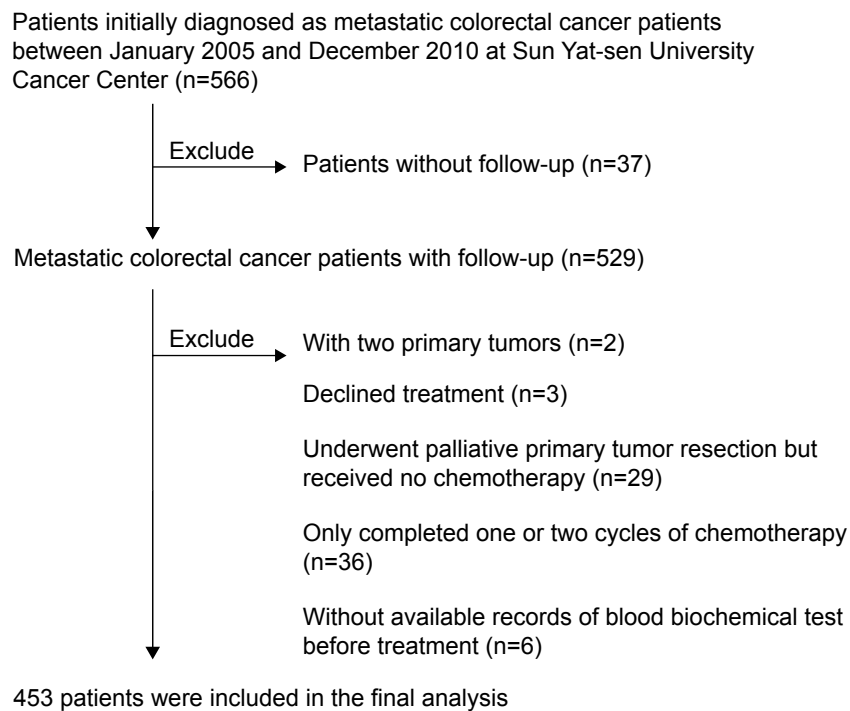 Patients initially diagnosed as metastatic colorectal cancer patients
between January 2005 and December 2010 at Sun Yat-sen University
Cancer Center (n=566)
Exclude
Patients without follow-up (n=37)
Metastatic colorectal cancer patients with follow-up (n=529)
Exclude
With two primary tumors (n=2)
Declined treatment (n=3)
Underwent palliative primary tumor resection but
received no chemotherapy (n=29)
Only completed one or two cycles of chemotherapy
(n=36)
Without available records of blood biochemical test
before treatment (n=6)
453 patients were included in the final analysis